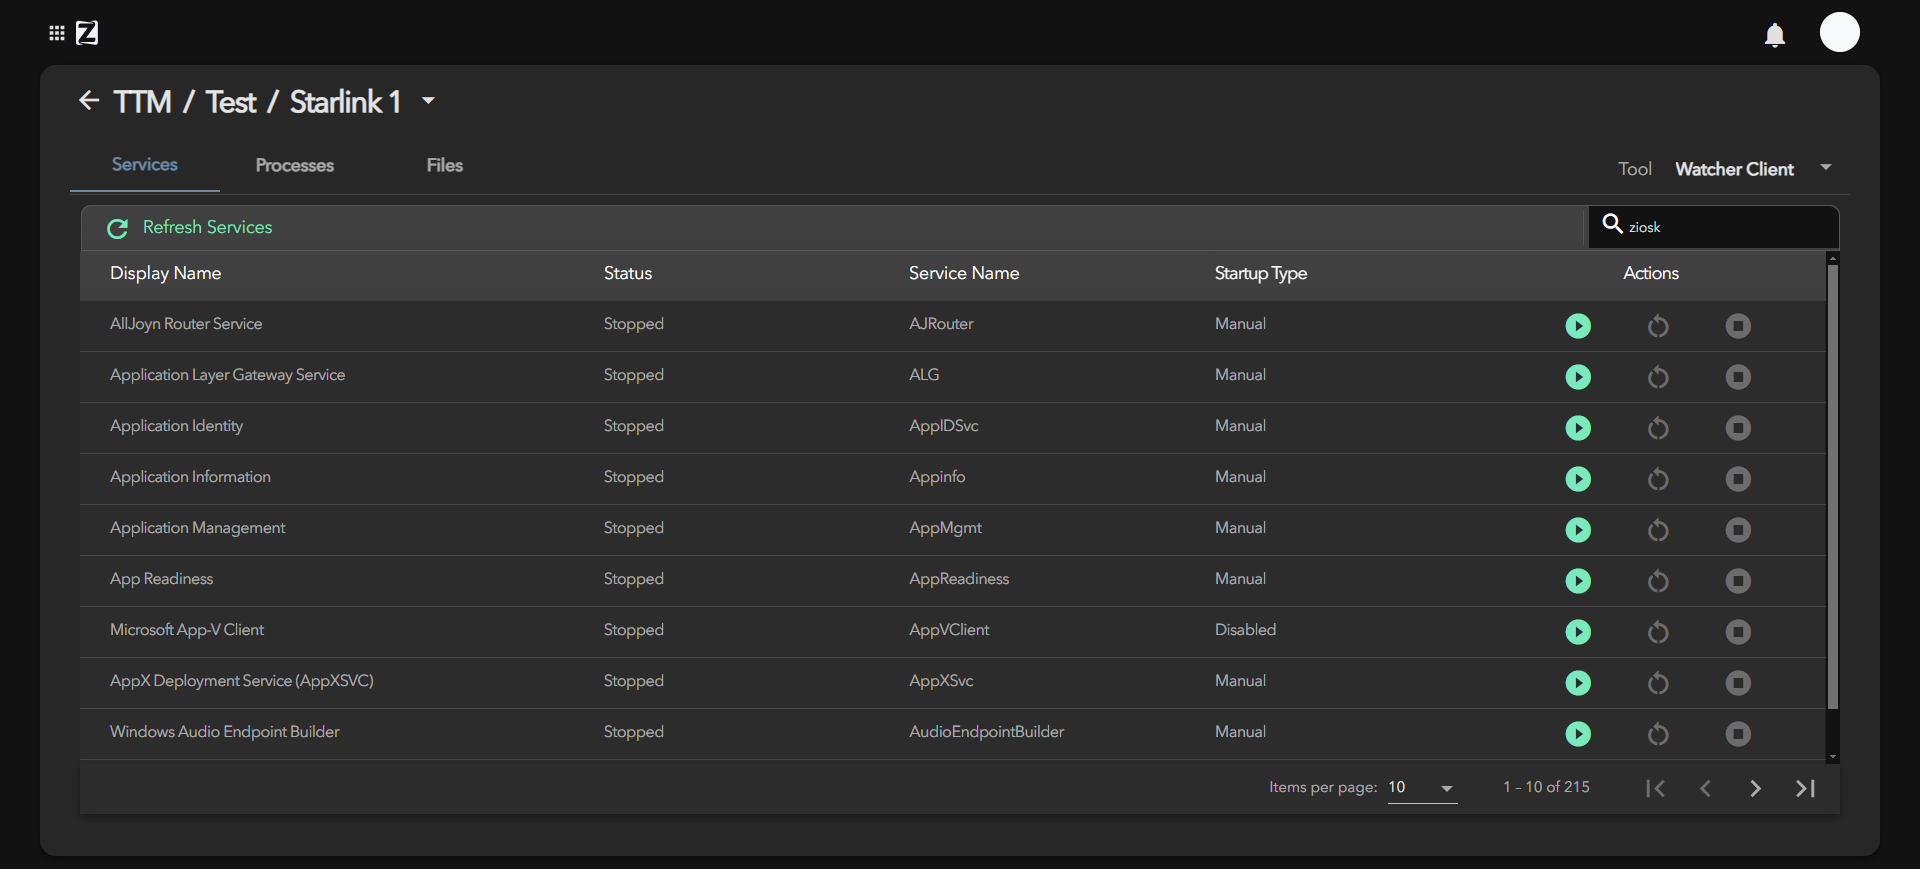 Z
TTM / Test / Starlink 1
Services Processes Files
Tool Watcher Client
Refresh Services
ziosk
Display Name Status Service Name Startup Type Actions
AllJoyn Router Service Stopped AJRouter Manual
Application Layer Gateway Service Stopped ALG Manual
Application Identity Stopped AppIDSvc Manual
Application Information Stopped Appinfo Manual
Application Management Stopped AppMgmt Manual
App Readiness Stopped AppReadiness Manual
Microsoft App-V Client Stopped AppVClient Disabled
AppX Deployment Service (AppXSVC) Stopped AppXSvc Manual
Windows Audio Endpoint Builder Stopped AudioEndpointBuilder Manual
Items per page: 10 1 – 10 of 215